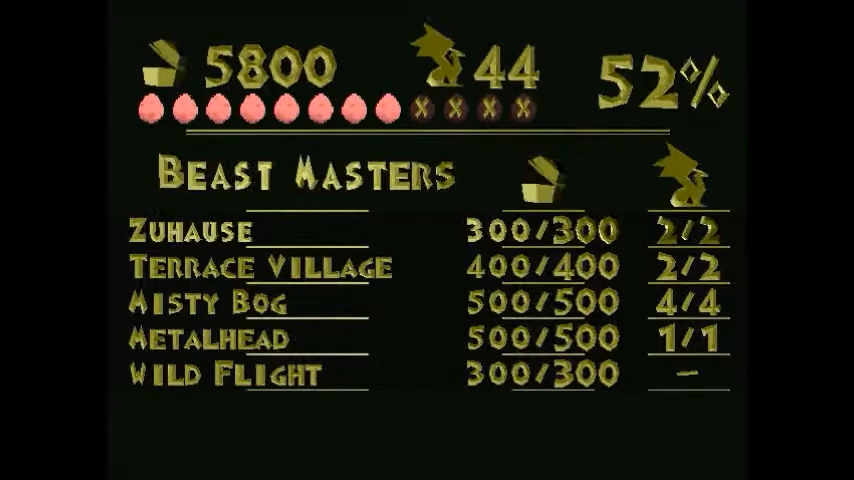 5800 44 52%
X X X X
BEAST MASTERS
ZUHAUSE 300/300 2/2
TERRACE VILLAGE 400/400 2/2
MISTY BOG 500/500 4/4
METALHEAD 500/500 1/1
WILD FLIGHT 300/300 -